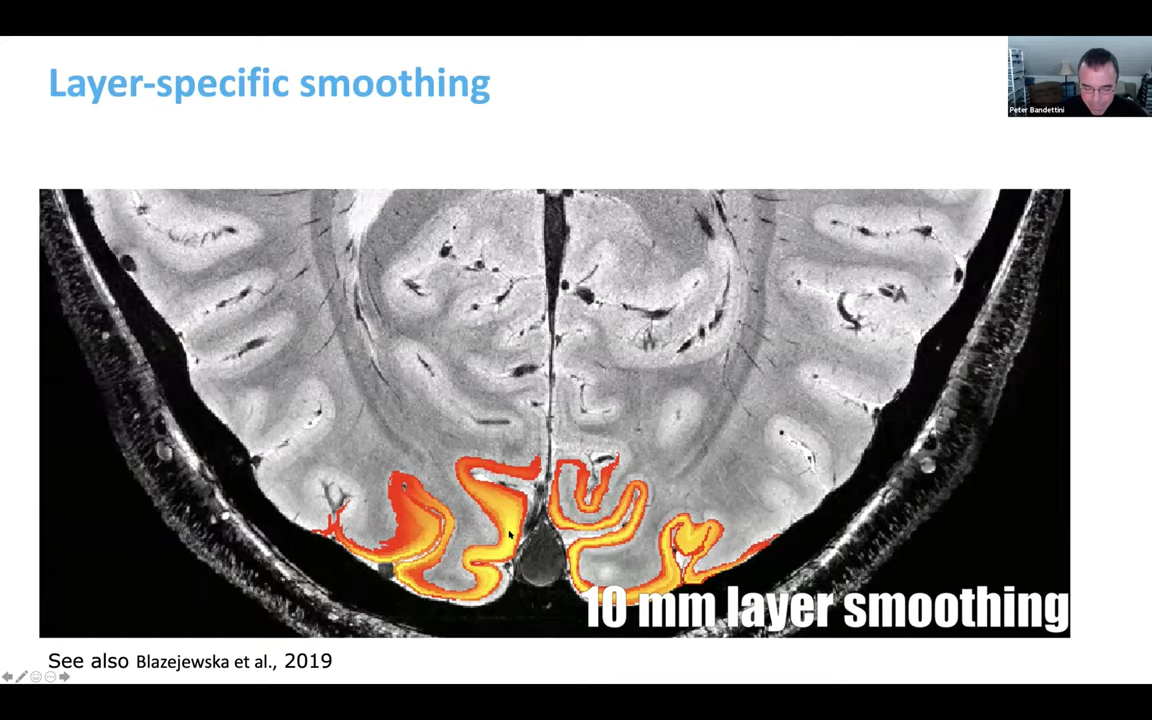 Layer-specific smoothing
Peter Bandettini
10 mm layer smoothing
See also Blazejewska et al., 2019